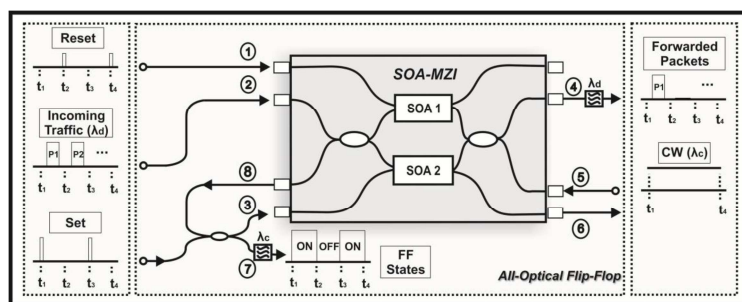 Reset
t1 t2 t3 t4
Incoming
Traffic (λd)
P1 P2 ...
t1 t2 t3 t4
Set
t1 t2 t3 t4
1
2
8
3
7
λc
SOA-MZI
SOA 1
SOA 2
4
λd
5
6
ON OFF ON
t1 t2 t3 t4
FF
States
All-Optical Flip-Flop
Forwarded
Packets
P1 ...
t1 t2 t3 t4
CW (λc)
t1 t4